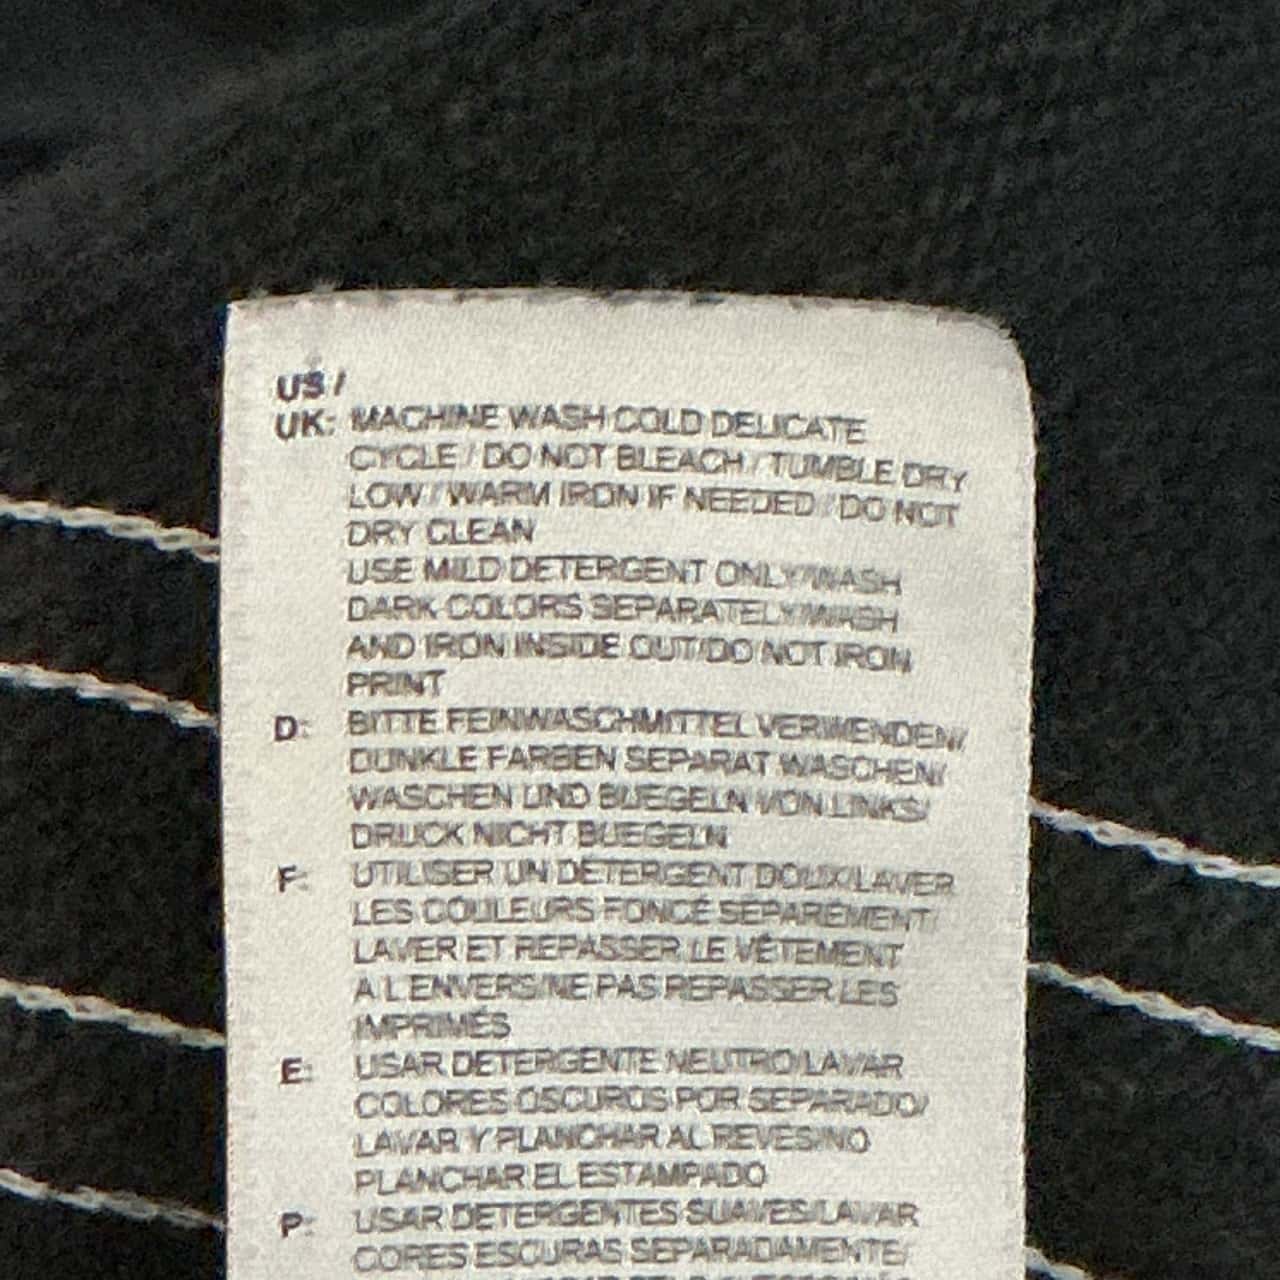 US /
UK: MACHINE WASH COLD DELICATE
CYCLE / DO NOT BLEACH / TUMBLE DRY
LOW / WARM IRON IF NEEDED / DO NOT
DRY CLEAN
USE MILD DETERGENT ONLY/WASH
DARK COLORS SEPARATELY/WASH
AND IRON INSIDE OUT/DO NOT IRON
PRINT
D: BITTE FEINWASCHMITTEL VERWENDEN/
DUNKLE FARBEN SEPARAT WASCHEN/
WASCHEN UND BUEGELN VON LINKS/
DRUCK NICHT BUEGELN
F: UTILISER UN DÉTERGENT DOUX/LAVER
LES COULEURS FONCÉ SÉPARÉMENT/
LAVER ET REPASSER LE VÊTEMENT
A L'ENVERS/NE PAS REPASSER LES
IMPRIMÉS
E: USAR DETERGENTE NEUTRO/LAVAR
COLORES OSCUROS POR SEPARADO/
LAVAR Y PLANCHAR AL REVES/NO
PLANCHAR EL ESTAMPADO
P: USAR DETERGENTES SUAVES/LAVAR
CORES ESCURAS SEPARADAMENTE/